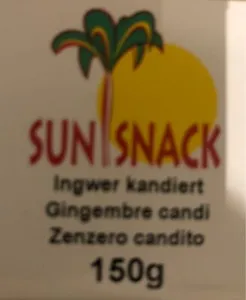 SUN SNACK
Ingwer kandiert
Gingembre candi
Zenzero candito
150g